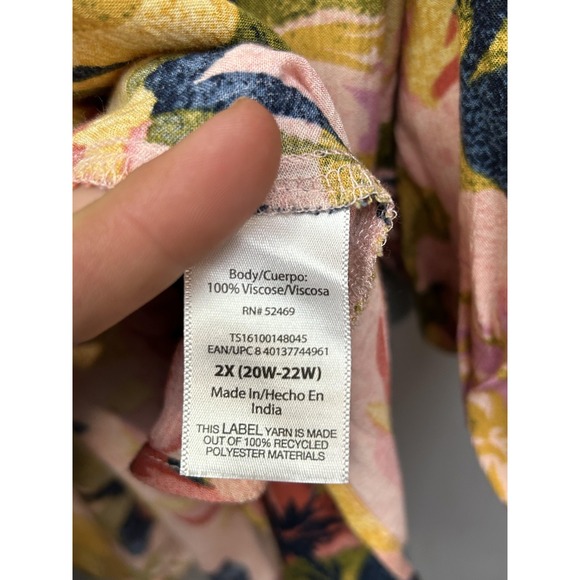 Body/Cuerpo:
100% Viscose/Viscosa
RN# 52469
TS16100148045
EAN/UPC 8 40137744961
2X (20W-22W)
Made In/Hecho En
India
THIS LABEL YARN IS MADE
OUT OF 100% RECYCLED
POLYESTER MATERIALS